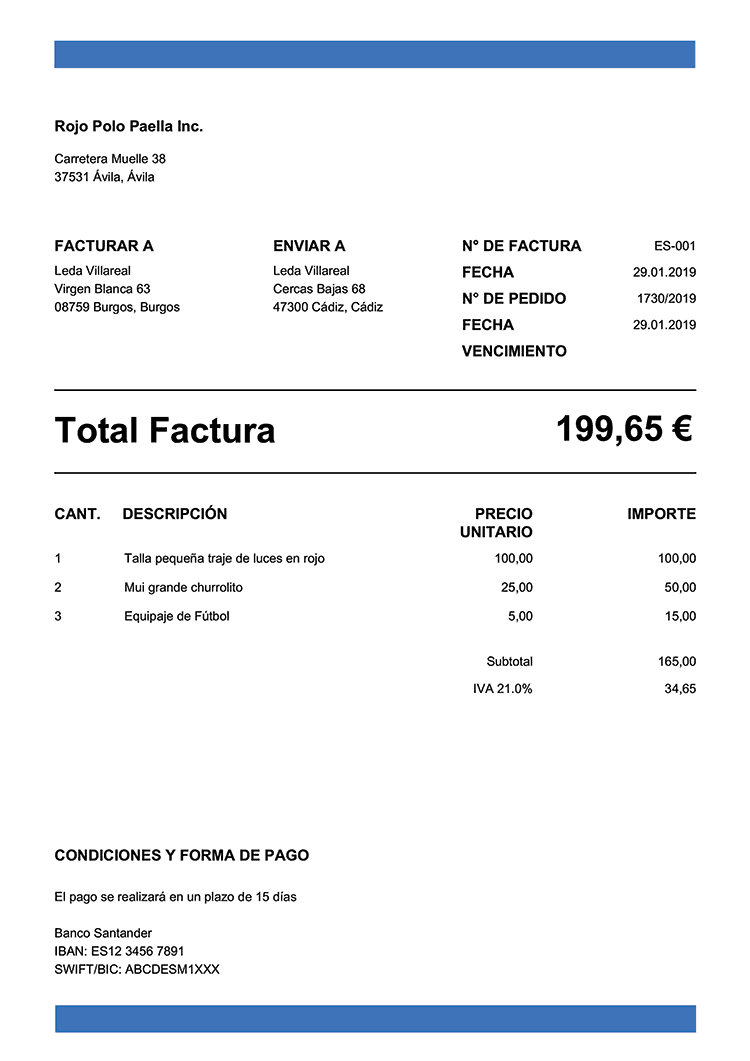 Rojo Polo Paella Inc.
Carretera Muelle 38
37531 Ávila, Ávila
FACTURAR A
Leda Villareal
Virgen Blanca 63
08759 Burgos, Burgos
ENVIAR A
Leda Villareal
Cercas Bajas 68
47300 Cádiz, Cádiz
N° DE FACTURA ES-001
FECHA 29.01.2019
N° DE PEDIDO 1730/2019
FECHA 29.01.2019
VENCIMIENTO
Total Factura 199,65 €
CANT. DESCRIPCIÓN PRECIO UNITARIO IMPORTE
1 Talla pequeña traje de luces en rojo 100,00 100,00
2 Mui grande churrolito 25,00 50,00
3 Equipaje de Fútbol 5,00 15,00
Subtotal 165,00
IVA 21.0% 34,65
CONDICIONES Y FORMA DE PAGO
El pago se realizará en un plazo de 15 días
Banco Santander
IBAN: ES12 3456 7891
SWIFT/BIC: ABCDESM1XXX